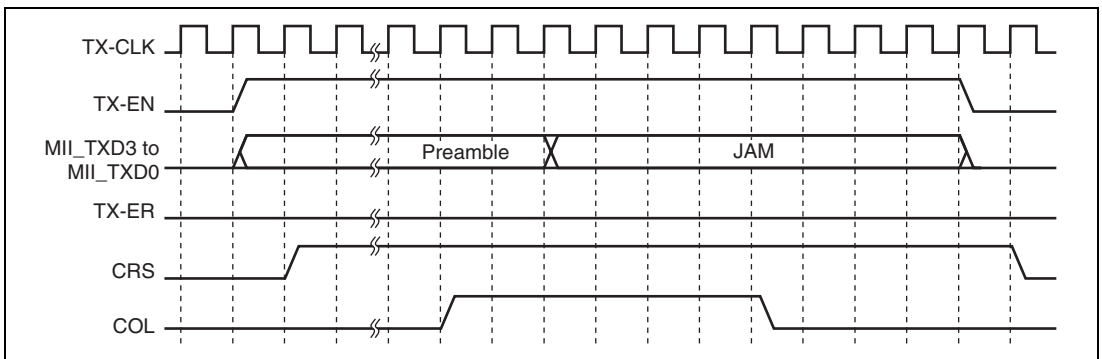 TX-CLK
TX-EN
MII_TXD3 to
MII_TXD0
Preamble
JAM
TX-ER
CRS
COL